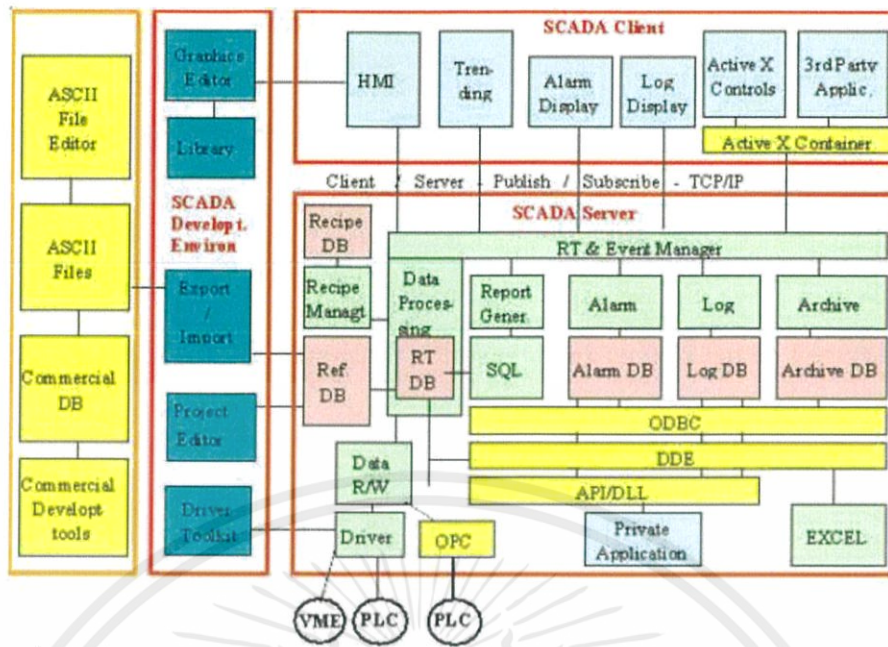 ASCII
File
Editor
ASCII
Files
Commercial
DB
Commercial
Developt
tools
Graphics
Editor
Library
SCADA
Develop t.
Environ
Export
/
Import
Project
Editor
Driver
Toolkit
SCADA Client
HMI
Tren-
ding
Alarm
Display
Log
Display
Active X
Controls
3rd Party
Applic.
Active X Container
Client / Server - Publish / Subscribe - TCP/IP
SCADA Server
Recipe
DB
Recipe
Managt
Ref
DB
RT & Event Manager
Data
Proces-
sing
RT
DB
Report
Gener.
SQL
Alarm
Alarm DB
Log
Log DB
Archive
Archive DB
ODBC
DDE
API/DLL
Private
Application
EXCEL
Data
R/W
Driver
OPC
VME
PLC
PLC